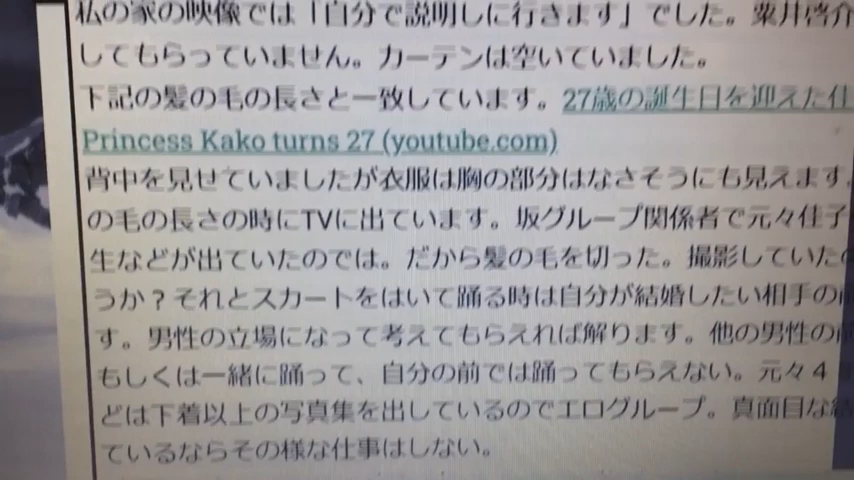 私の家の映像では「自分で説明しに行きます」でした。粟井啓介
してもらっていません。カーテンは空いていました。
下記の髪の毛の長さと一致しています。27歳の誕生日を迎えた佳
Princess Kako turns 27 (youtube.com)
背中を見せていましたが衣服は胸の部分はなさそうにも見えます。
の毛の長さの時にTVに出ています。坂グループ関係者で元々佳子
生などが出ていたのでは。だから髪の毛を切った。撮影していたの
うか？それとスカートをはいて踊る時は自分が結婚したい相手の前
す。男性の立場になって考えてもらえれば解ります。他の男性の前
もしくは一緒に踊って、自分の前では踊ってもらえない。元々４
どは下着以上の写真集を出しているのでエログループ。真面目な結
ているならその様な仕事はしない。